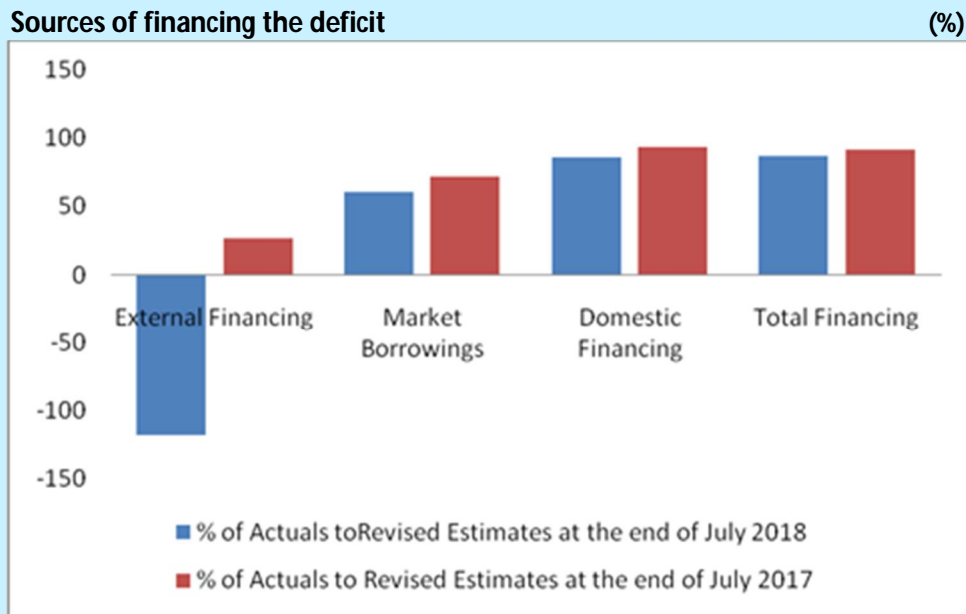 Sources of financing the deficit (%)
150
100
50
0
-50
-100
-150
External Financing
Market
Borrowings
Domestic
Financing
Total Financing
% of Actuals toRevised Estimates at the end of July 2018
% of Actuals to Revised Estimates at the end of July 2017